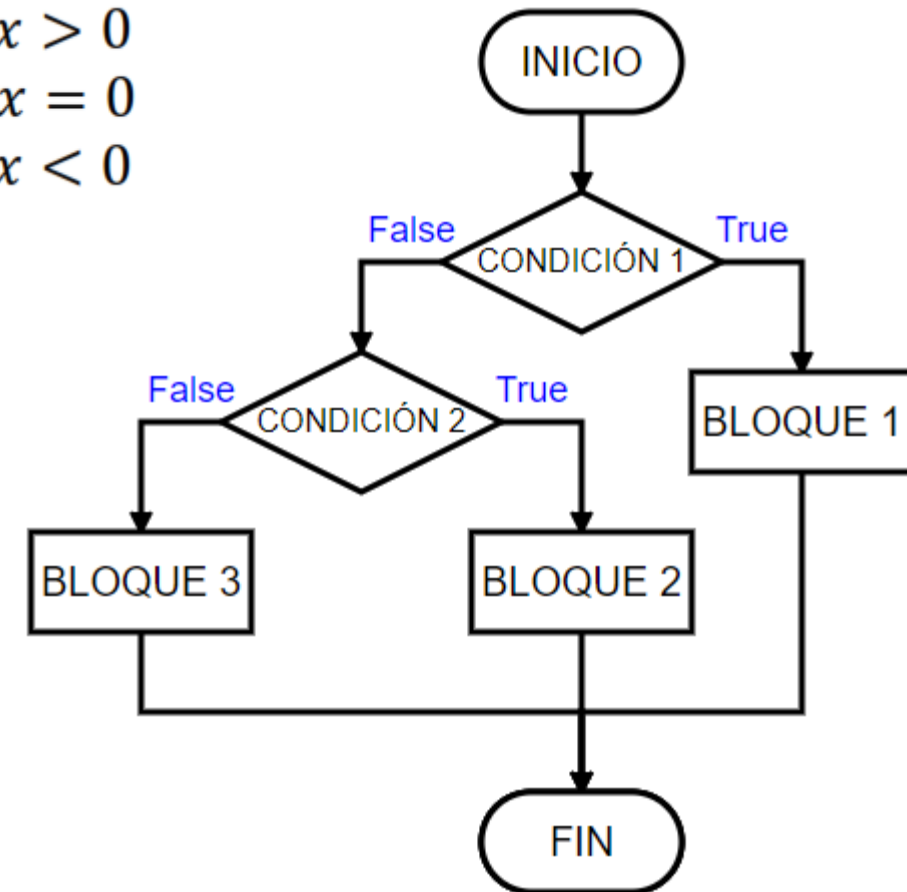 x > 0
x = 0
x < 0
INICIO
False
True
CONDICIÓN 1
False
True
CONDICIÓN 2
BLOQUE 1
BLOQUE 3
BLOQUE 2
FIN